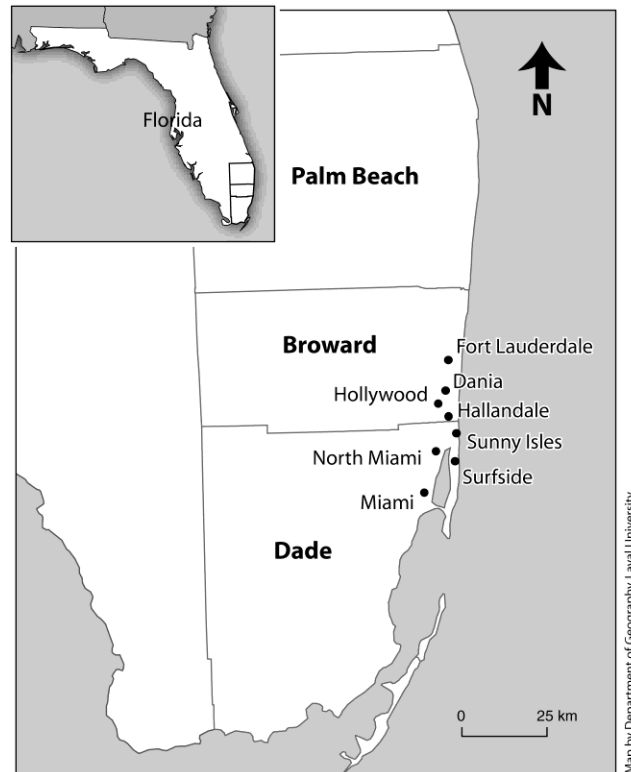 Florida
N
Palm Beach
Broward
Fort Lauderdale
Dania
Hollywood
Hallandale
Sunny Isles
North Miami
Surfside
Miami
Dade
0 25 km
Map by Department of Geography, Laval University